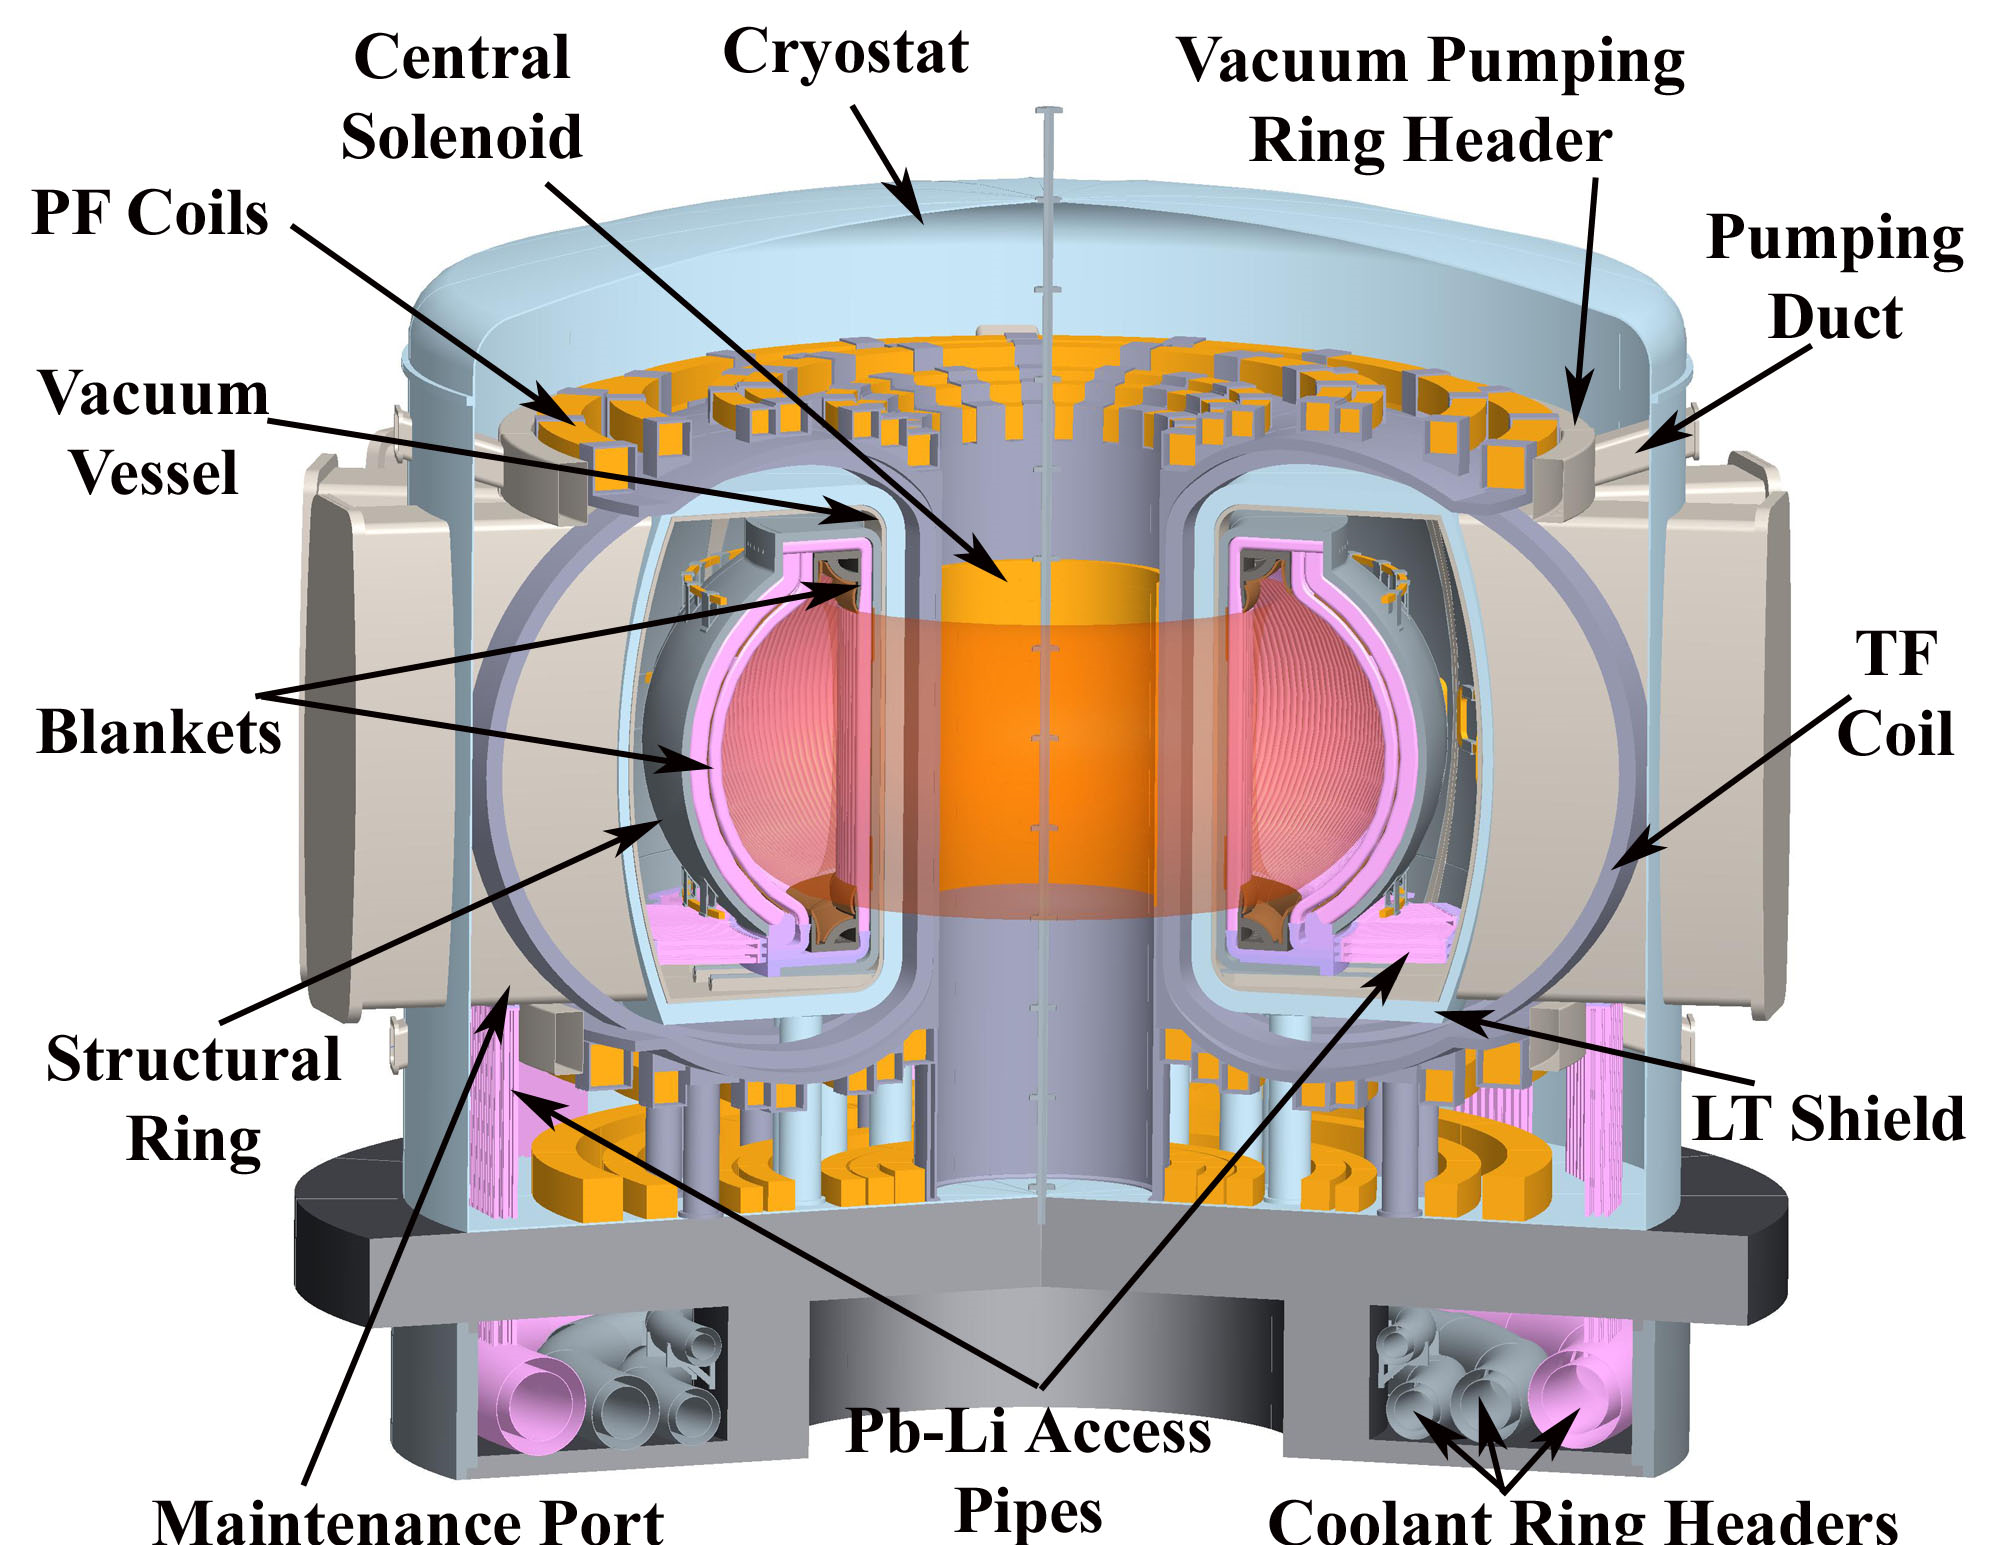 Central
Solenoid
Cryostat
Vacuum Pumping
Ring Header
PF Coils
Pumping
Duct
Vacuum
Vessel
TF
Coil
Blankets
Structural
Ring
LT Shield
Pb-Li Access
Pipes
Maintenance Port
Coolant Ring Headers